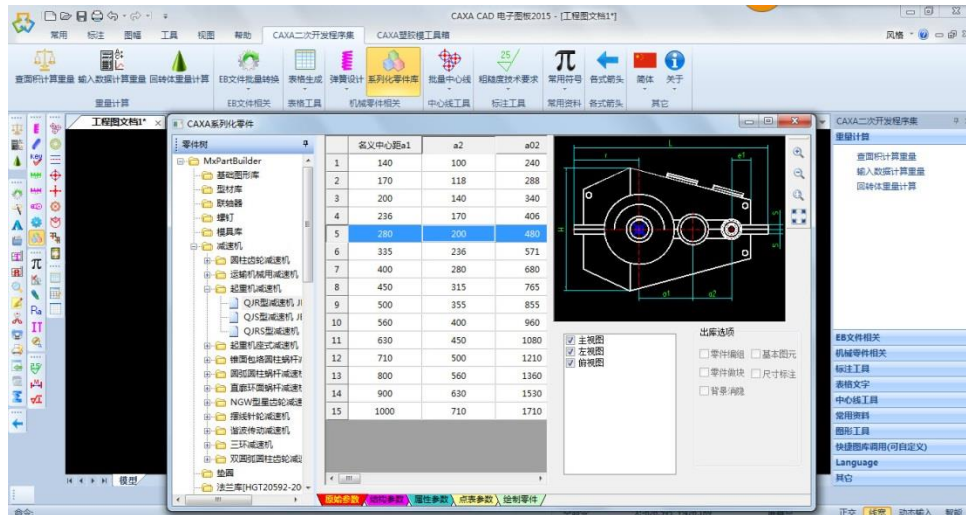 CAXA CAD 电子图板2015 - [工程图文档1*]
常用 标注 图幅 工具 视图 帮助 CAXA二次开发程序集 CAXA塑胶模工具箱 风格
查面积计算重量 输入数据计算重量 回转体重量计算 EB文件批量转换 表格生成 弹簧设计 系列化零件库 批量中心线 粗糙度技术要求 常用符号 各式箭头 简体 关于
重量计算 EB文件相关 表格工具 机械零件相关 中心线工具 标注工具 常用资料 各式箭头 其它
工程图文档1* ×
CAXA系列化零件
零件树
MxPartBuilder
基础图形库
型材库
联轴器
螺钉
模具库
减速机
圆柱齿轮减速机
运输机械用减速机
起重机减速机
QJR型减速机 JI
QJS型减速机 JI
QJRS型减速机
起重机座式减速机
锥面包络圆柱蜗杆
圆弧圆柱蜗杆减速
直廓环面蜗杆减速
NGW型星齿轮减速
摆线针轮减速机
谐波传动减速机
三环减速机
双圆弧圆柱齿轮减速
垫圈
法兰库[HGT20592-20
名义中心距a1 a2 a02
1 140 100 240
2 170 118 288
3 200 140 340
4 236 170 406
5 280 200 480
6 335 236 571
7 400 280 680
8 450 315 765
9 500 355 855
10 560 400 960
11 630 450 1080
12 710 500 1210
13 800 560 1360
14 900 630 1530
15 1000 710 1710
原始参数 结构参数 属性参数 点表参数 绘制零件
L
r e1
H
S
S
a1 a2
主视图
左视图
俯视图
出库选项
零件编组 基本图元
零件做块 尺寸标注
背景消隐
CAXA二次开发程序集
重量计算
查面积计算重量
输入数据计算重量
回转体重量计算
EB文件相关
机械零件相关
标注工具
表格文字
中心线工具
常用资料
图形工具
快捷图库调用(可自定义)
Language
其它
模型
命令:
正交 线宽 动态输入 智能